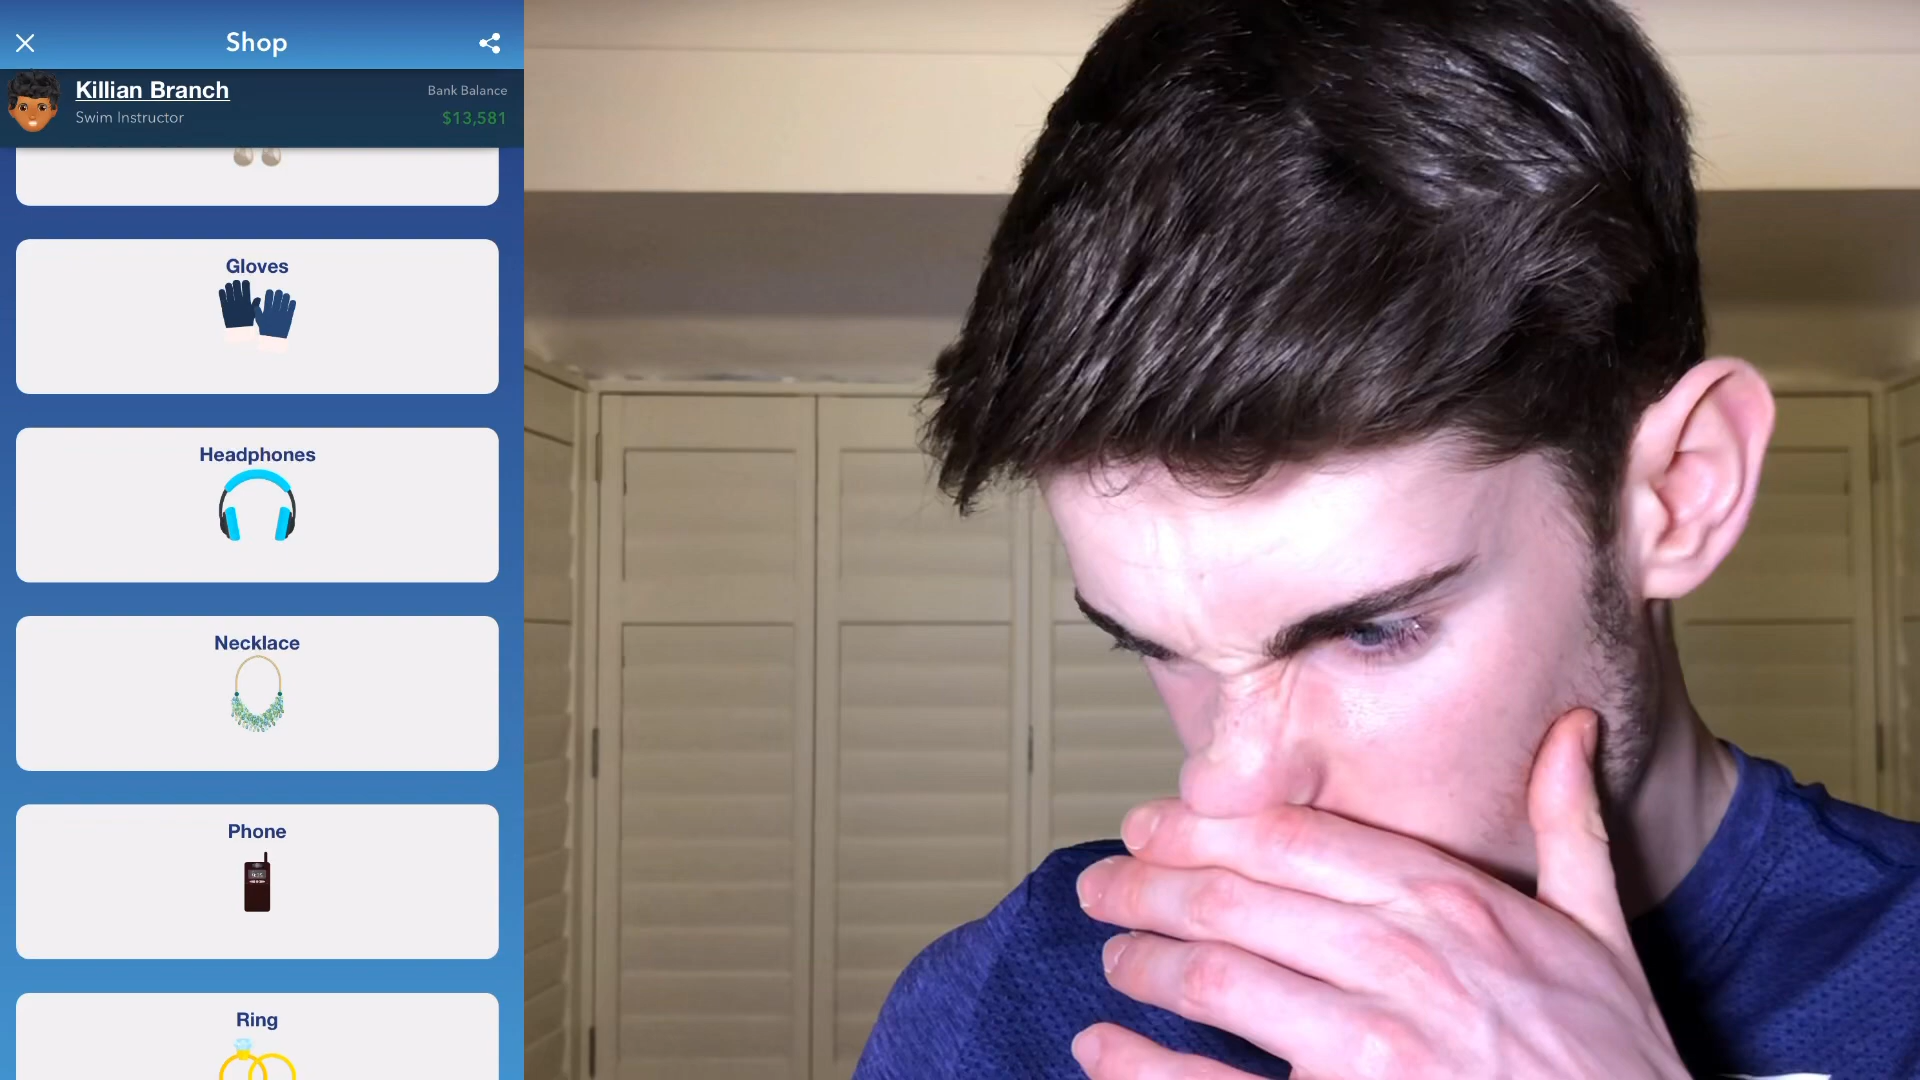 Shop
Killian Branch
Bank Balance
Swim Instructor
$13,581
Gloves
Headphones
Necklace
Phone
Ring